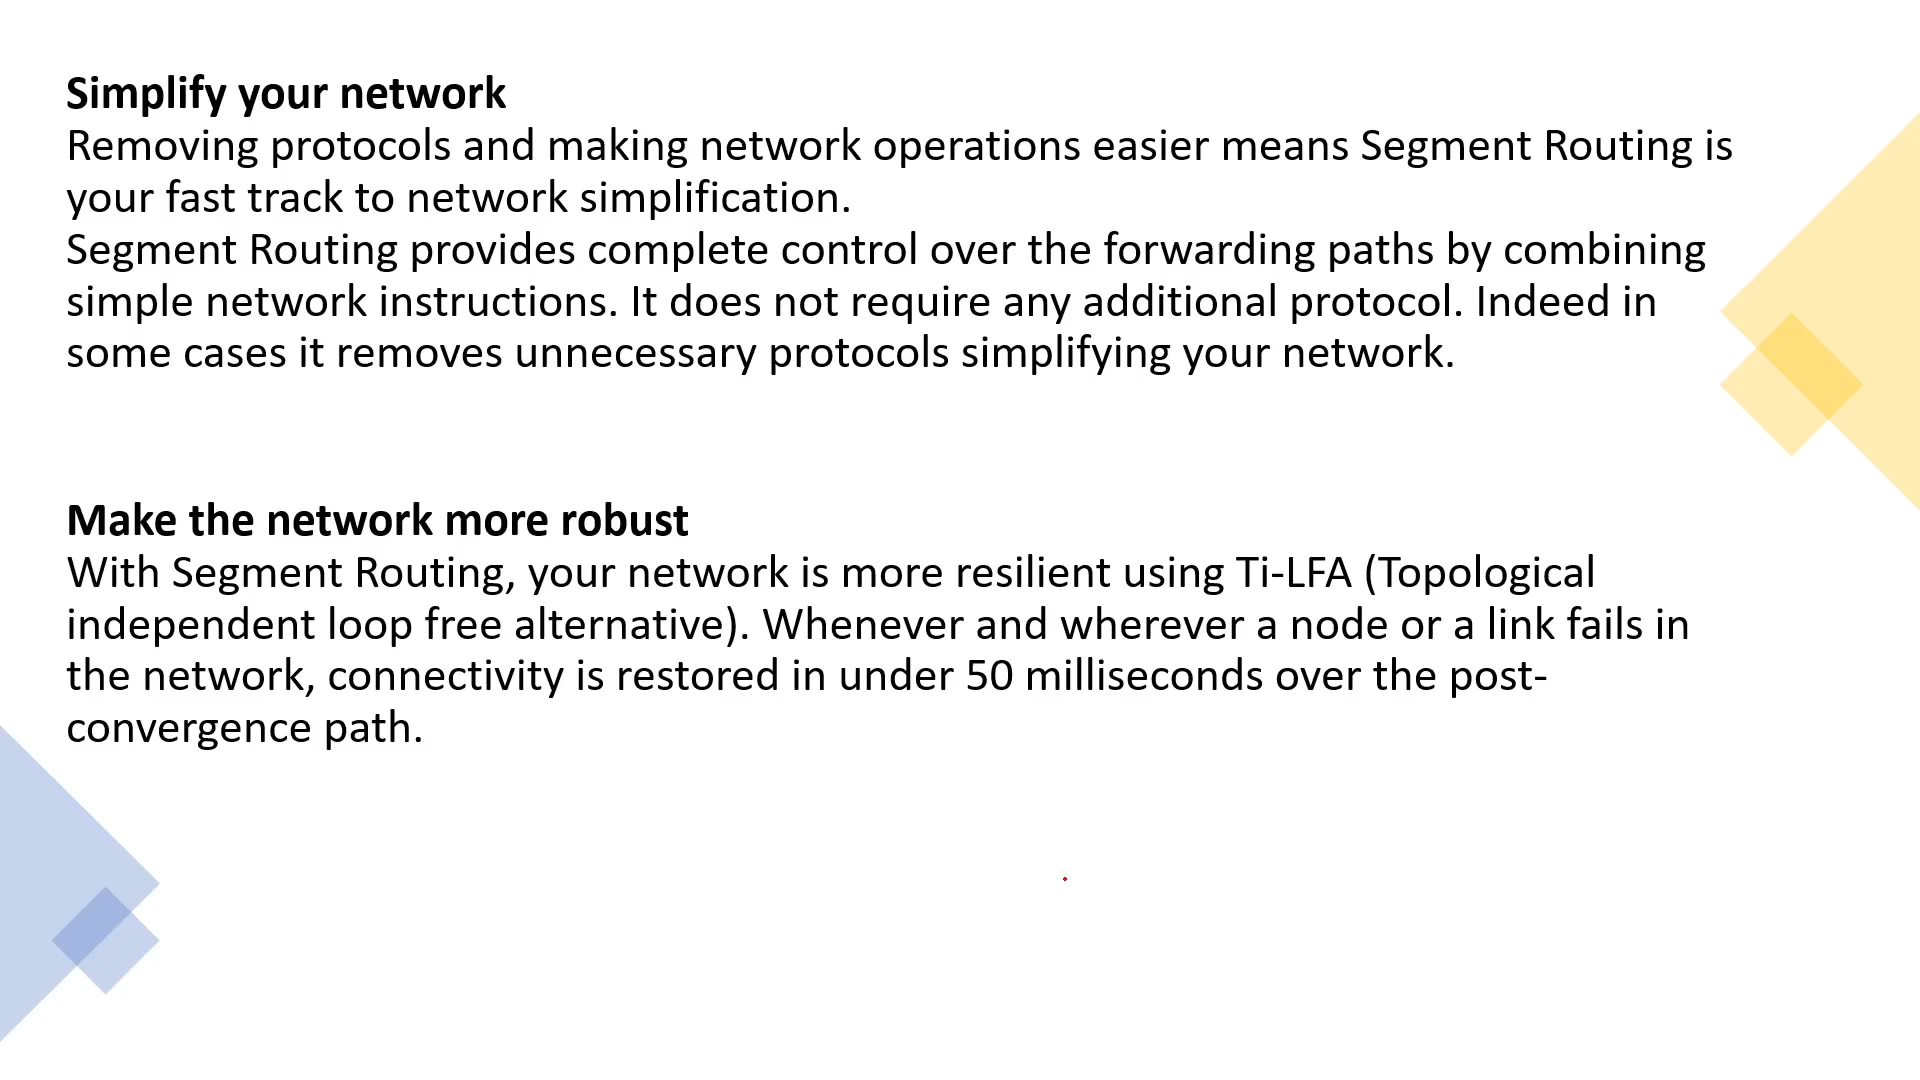 Simplify your network
Removing protocols and making network operations easier means Segment Routing is
your fast track to network simplification.
Segment Routing provides complete control over the forwarding paths by combining
simple network instructions. It does not require any additional protocol. Indeed in
some cases it removes unnecessary protocols simplifying your network.
Make the network more robust
With Segment Routing, your network is more resilient using Ti-LFA (Topological
independent loop free alternative). Whenever and wherever a node or a link fails in
the network, connectivity is restored in under 50 milliseconds over the post-
convergence path.